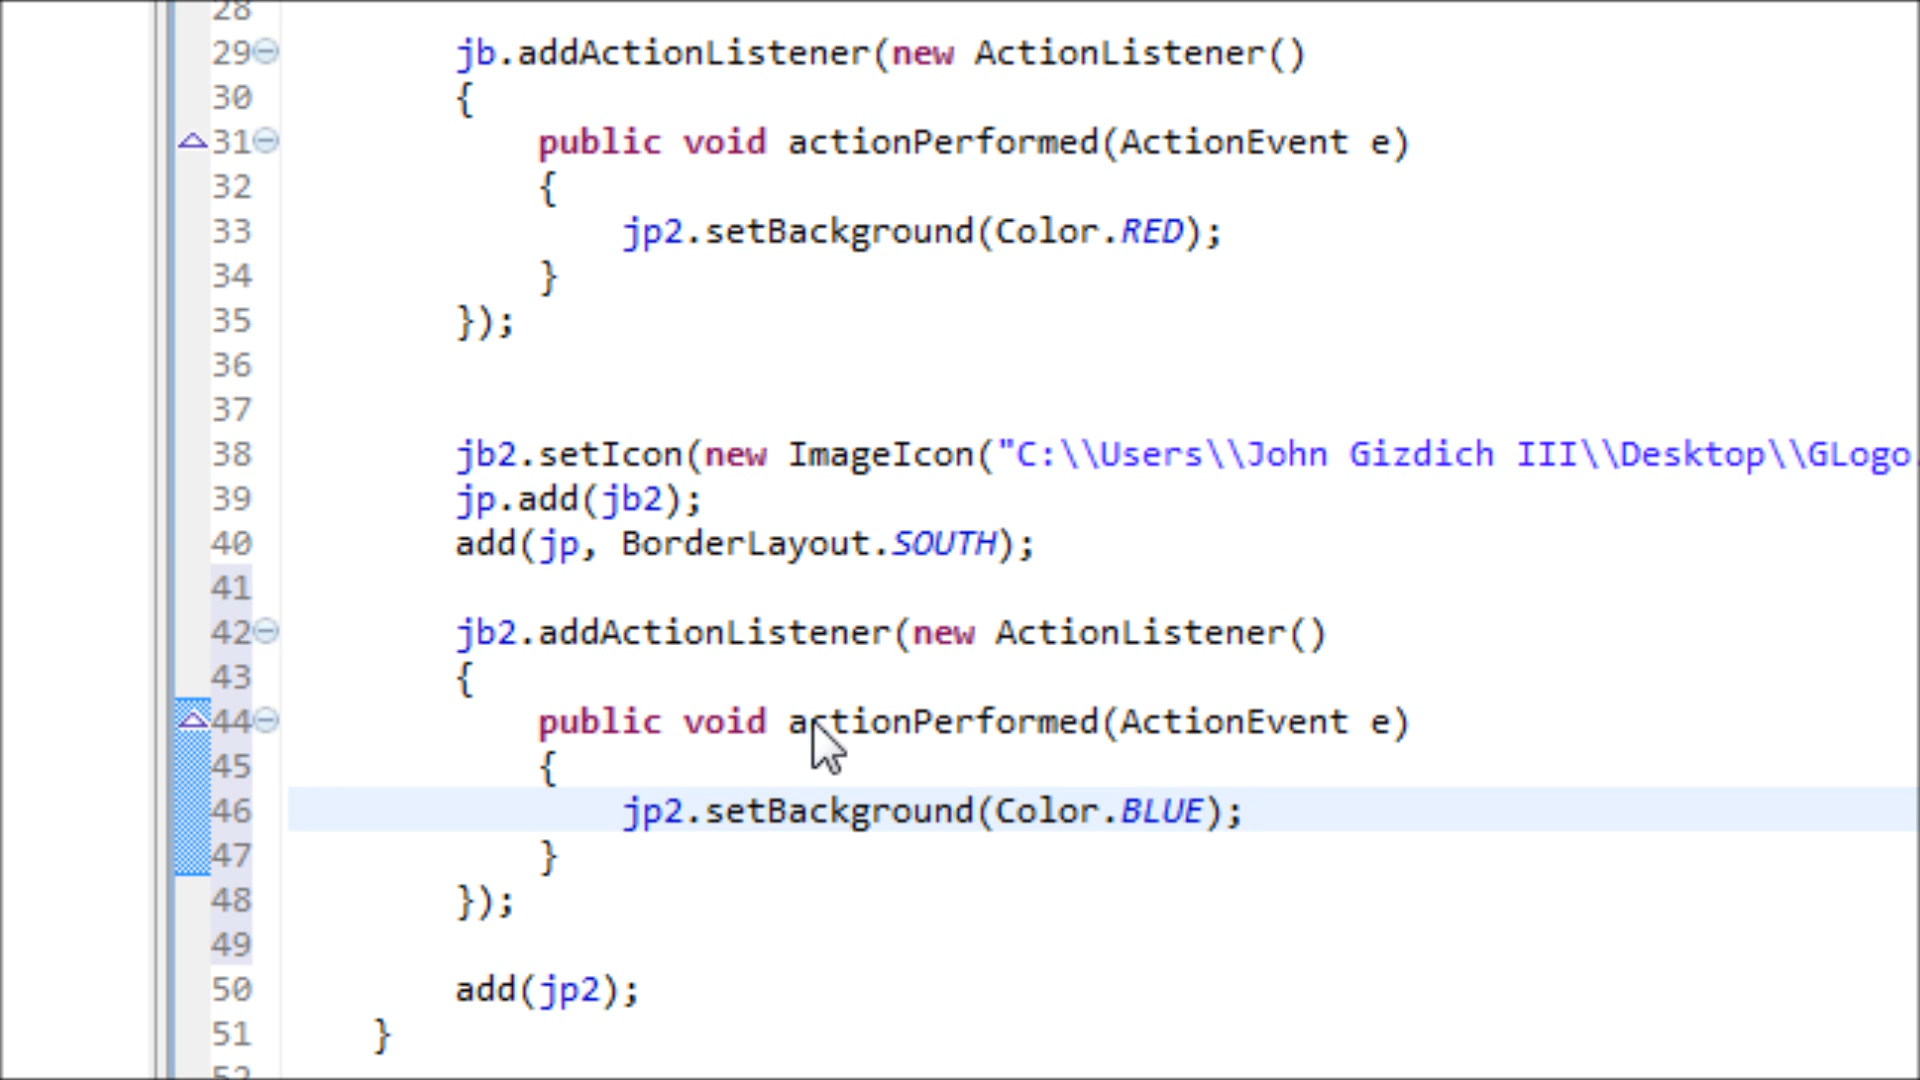 28
29 jb.addActionListener(new ActionListener()
30 {
31 public void actionPerformed(ActionEvent e)
32 {
33 jp2.setBackground(Color.RED);
34 }
35 });
36
37
38 jb2.setIcon(new ImageIcon("C:\\Users\\John Gizdich III\\Desktop\\GLogo.
39 jp.add(jb2);
40 add(jp, BorderLayout.SOUTH);
41
42 jb2.addActionListener(new ActionListener()
43 {
44 public void actionPerformed(ActionEvent e)
45 {
46 jp2.setBackground(Color.BLUE);
47 }
48 });
49
50 add(jp2);
51 }
52